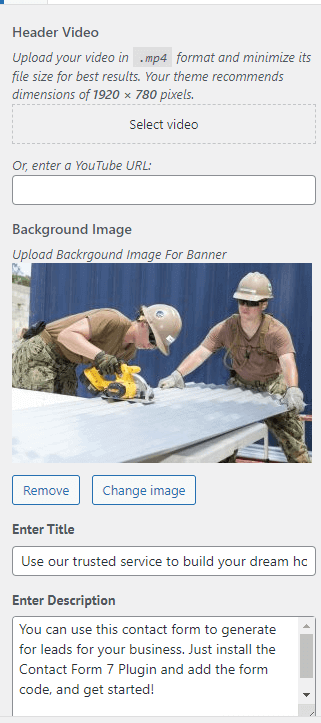 Header Video
Upload your video in .mp4 format and minimize its
file size for best results. Your theme recommends
dimensions of 1920 × 780 pixels.
Select video
Or, enter a YouTube URL:
Background Image
Upload Backrgound Image For Banner
Remove
Change image
Enter Title
Use our trusted service to build your dream hc
Enter Description
You can use this contact form to generate
for leads for your business. Just install the
Contact Form 7 Plugin and add the form
code, and get started!